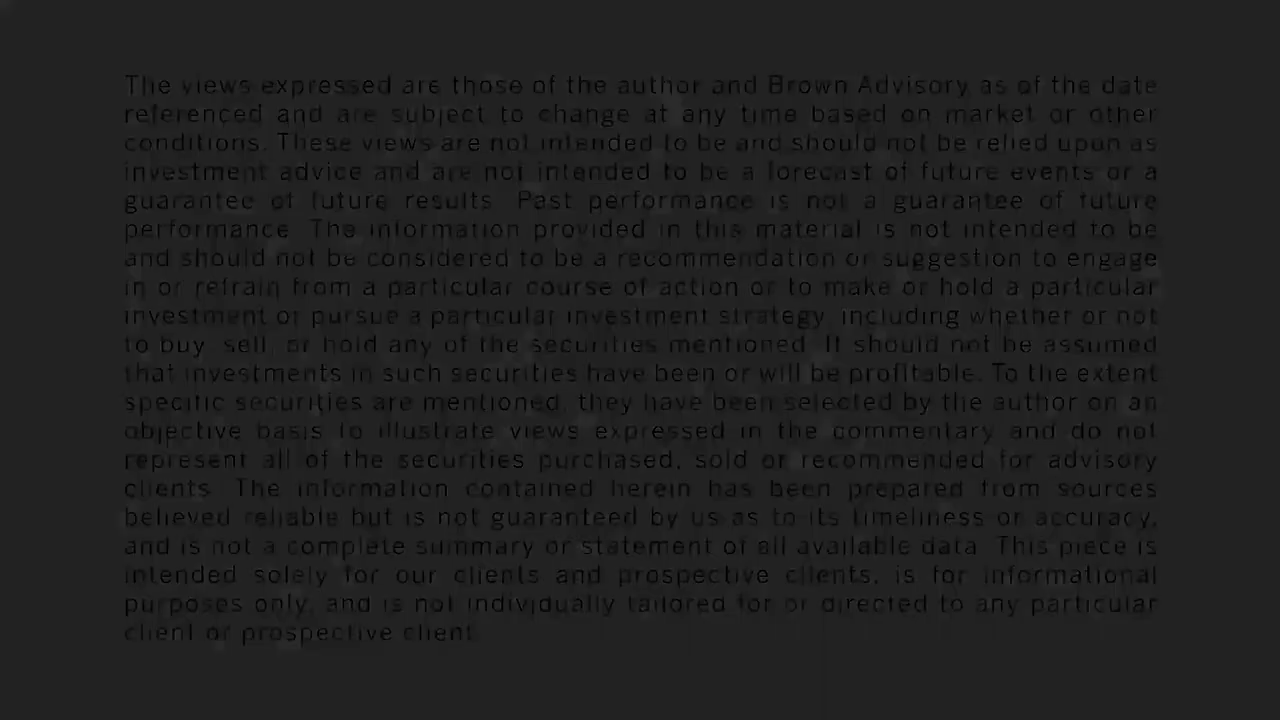 The views expressed are those of the author and Brown Advisory as of the date
referenced and are subject to change at any time based on market or other
conditions. These views are not intended to be and should not be relied upon as
investment advice and are not intended to be a forecast of future events or a
guarantee of future results. Past performance is not a guarantee of future
performance. The information provided in this material is not intended to be
and should not be considered to be a recommendation or suggestion to engage
in or refrain from a particular course of action or to make or hold a particular
investment or pursue a particular investment strategy, including whether or not
to buy, sell, or hold any of the securities mentioned. It should not be assumed
that investments in such securities have been or will be profitable. To the extent
specific securities are mentioned, they have been selected by the author on an
objective basis to illustrate views expressed in the commentary and do not
represent all of the securities purchased, sold or recommended for advisory
clients. The information contained herein has been prepared from sources
believed reliable but is not guaranteed by us as to its timeliness or accuracy,
and is not a complete summary or statement of all available data. This piece is
intended solely for our clients and prospective clients, is for informational
purposes only, and is not individually tailored for or directed to any particular
client or prospective client.